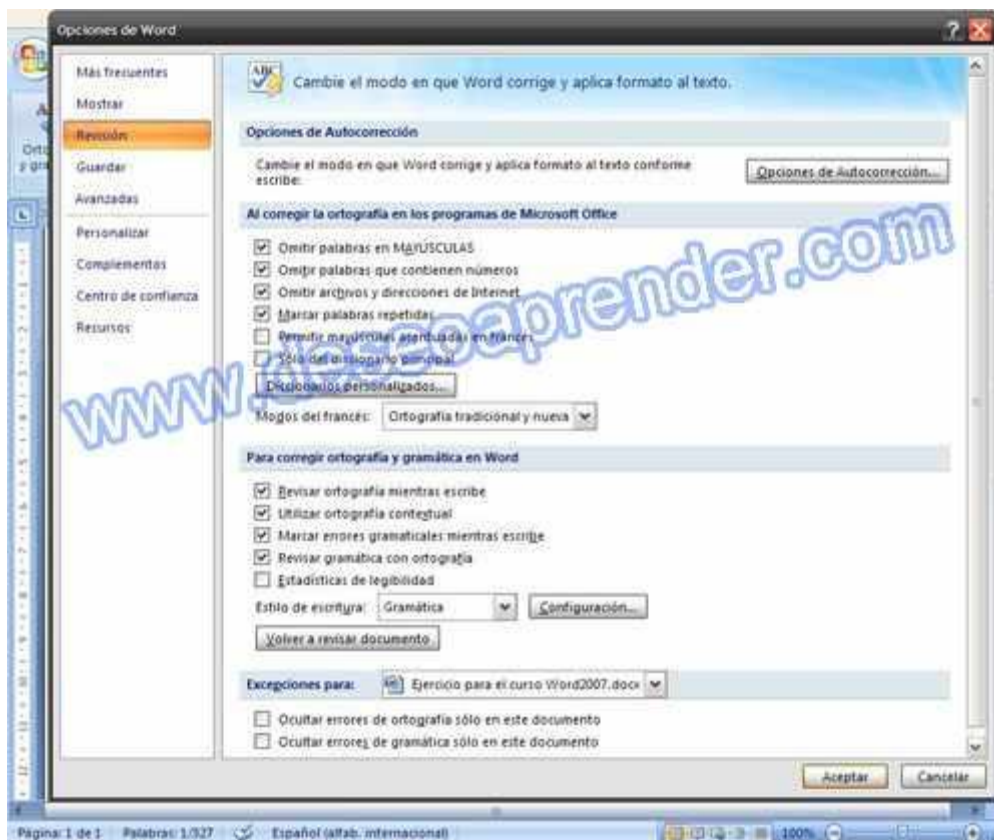 Opciones de Word
Más frecuentes
Mostrar
Revisión
Guardar
Avanzadas
Personalizar
Complementos
Centro de confianza
Recursos
Cambie el modo en que Word corrige y aplica formato al texto.
Opciones de Autocorrección
Cambie el modo en que Word corrige y aplica formato al texto conforme
escribe:
Opciones de Autocorrección...
Al corregir la ortografía en los programas de Microsoft Office
Omitir palabras en MAYÚSCULAS
Omitir palabras que contienen números
Omitir archivos y direcciones de Internet
Marcar palabras repetidas
Permitir mayúsculas acentuadas en francés
Sólo del diccionario principal
Diccionarios personalizados...
Modos del francés: Ortografía tradicional y nueva
www.deseoaprender.com
Para corregir ortografía y gramática en Word
Revisar ortografía mientras escribe
Utilizar ortografía contextual
Marcar errores gramaticales mientras escribe
Revisar gramática con ortografía
Estadísticas de legibilidad
Estilo de escritura: Gramática Configuración...
Volver a revisar documento
Excepciones para: Ejercicio para el curso Word2007.docx
Ocultar errores de ortografía sólo en este documento
Ocultar errores de gramática sólo en este documento
Aceptar Cancelar
Página: 1 de 1 Palabras: 1/327 Español (alfab. internacional) 100%